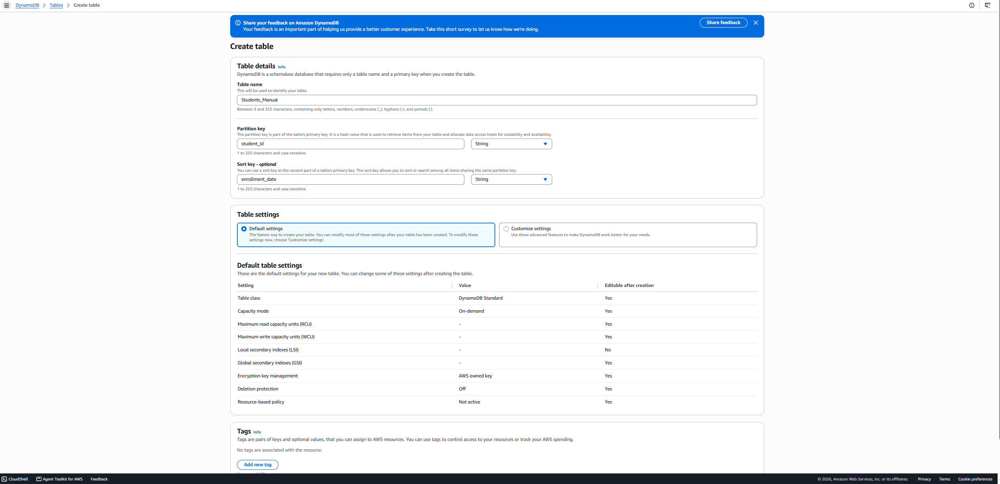 DynamoDB > Tables > Create table
Share your feedback on Amazon DynamoDB
Your feedback is an important part of helping us provide a better customer experience. Take this short survey to let us know how we're doing.
Share feedback
Create table
Table details Info
DynamoDB is a schemaless database that requires only a table name and a primary key when you create the table.
Table name
This will be used to identify your table.
Students_Manual
Between 3 and 255 characters, containing only letters, numbers, underscores (_), hyphens (-), and periods (.).
Partition key
The partition key is part of the table's primary key. It is a hash value that is used to retrieve items from your table and allocate data across hosts for scalability and availability.
student_id String
1 to 255 characters and case sensitive.
Sort key - optional
You can use a sort key as the second part of a table's primary key. The sort key allows you to sort or search among all items sharing the same partition key.
enrollment_date String
1 to 255 characters and case sensitive.
Table settings
Default settings
The fastest way to create your table. You can modify most of these settings after your table has been created. To modify these
settings now, choose 'Customize settings'.
Customize settings
Use these advanced features to make DynamoDB work better for your needs.
Default table settings
These are the default settings for your new table. You can change some of these settings after creating the table.
Setting Value Editable after creation
Table class DynamoDB Standard Yes
Capacity mode On-demand Yes
Maximum read capacity units (RCU) - Yes
Maximum write capacity units (WCU) - Yes
Local secondary indexes (LSI) - No
Global secondary indexes (GSI) - Yes
Encryption key management AWS owned key Yes
Deletion protection Off Yes
Resource-based policy Not active Yes
Tags Info
Tags are pairs of keys and optional values, that you can assign to AWS resources. You can use tags to control access to your resources or track your AWS spending.
No tags are associated with the resource.
Add new tag
CloudShell Agent Toolkit for AWS Feedback © 2026, Amazon Web Services, Inc. or its affiliates. Privacy Terms Cookie preferences